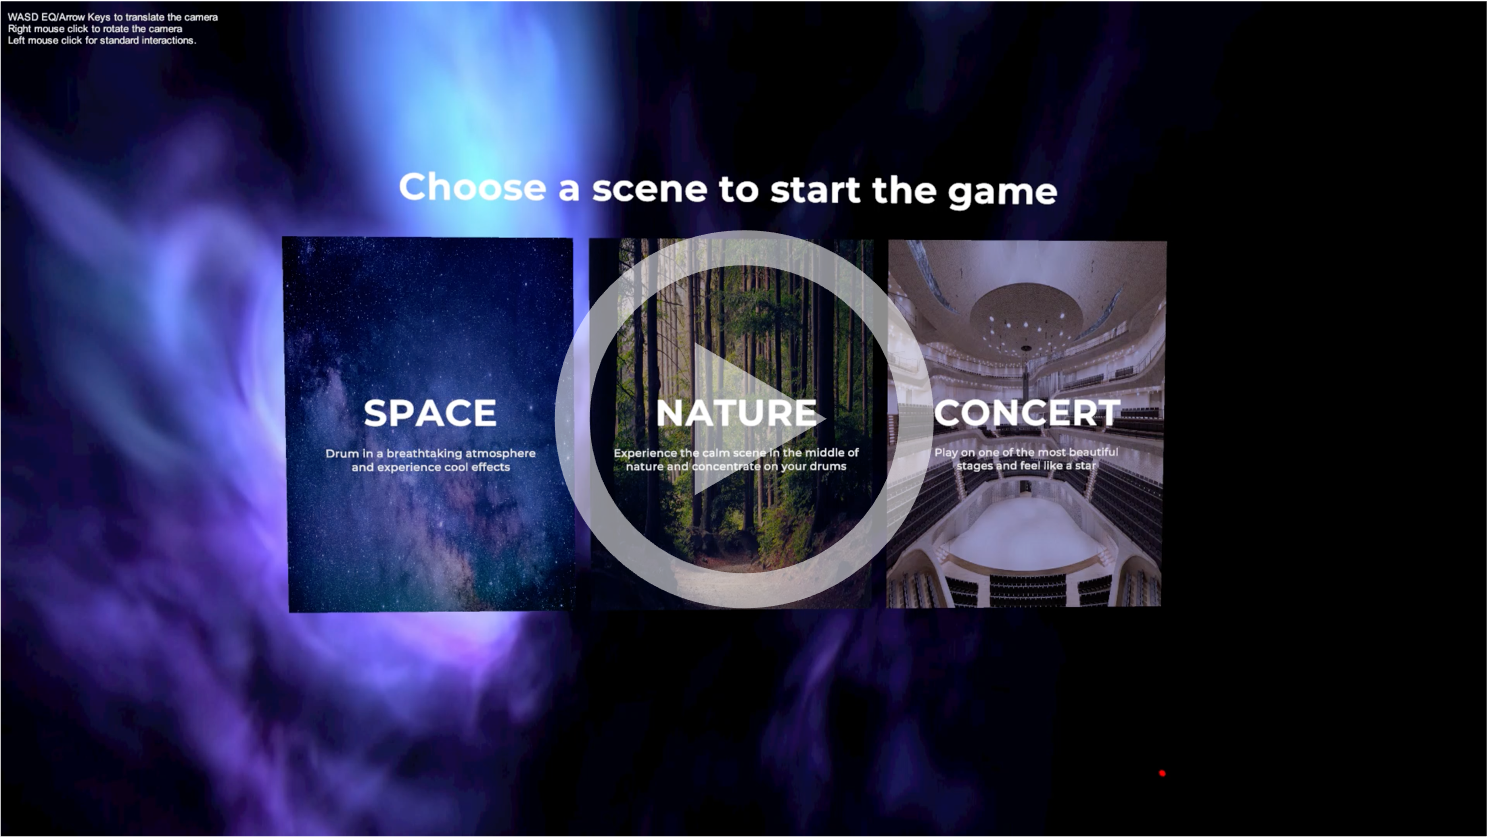 WASD EQ/Arrow Keys to translate the camera
Right mouse click to rotate the camera
Left mouse click for standard interactions.
Choose a scene to start the game
SPACE
Drum in a breathtaking atmosphere
and experience cool effects
NATURE
Experience the calm scene in the middle of
nature and concentrate on your drums
CONCERT
Play on one of the most beautiful
stages and feel like a star